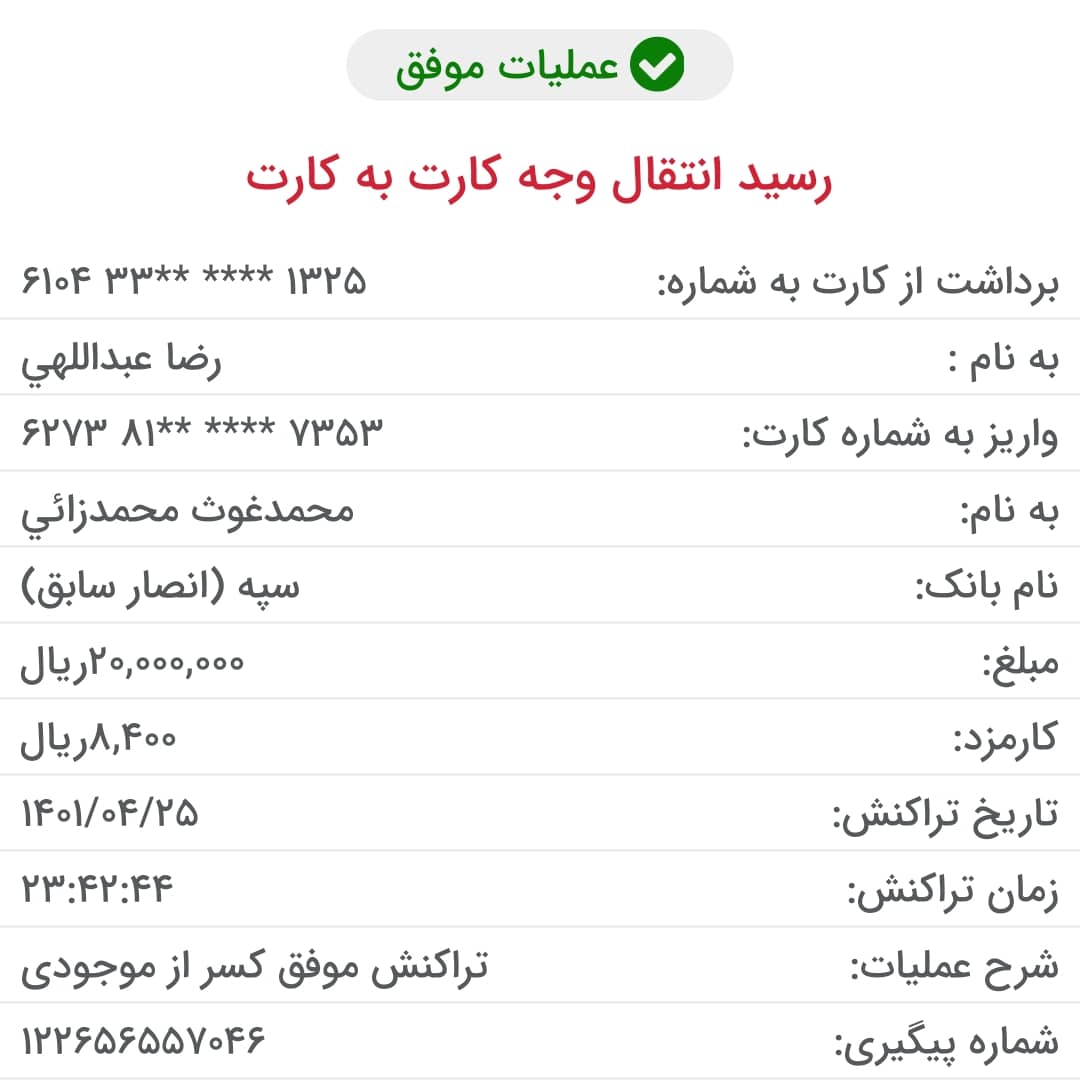 عملیات موفق
رسید انتقال وجه کارت به کارت
برداشت از کارت به شماره: ۶۱۰۴ ۳۳** **** ۱۳۲۵
به نام : رضا عبداللهي
واریز به شماره کارت: ۶۲۷۳ ۸۱** **** ۷۳۵۳
به نام: محمدغوث محمدزائي
نام بانک: سپه (انصار سابق)
مبلغ: ۲۰,۰۰۰,۰۰۰ریال
کارمزد: ۸,۴۰۰ریال
تاریخ تراکنش: ۱۴۰۱/۰۴/۲۵
زمان تراکنش: ۲۳:۴۲:۴۴
شرح عملیات: تراکنش موفق کسر از موجودی
شماره پیگیری: ۱۲۲۶۵۶۵۵۷۰۴۶